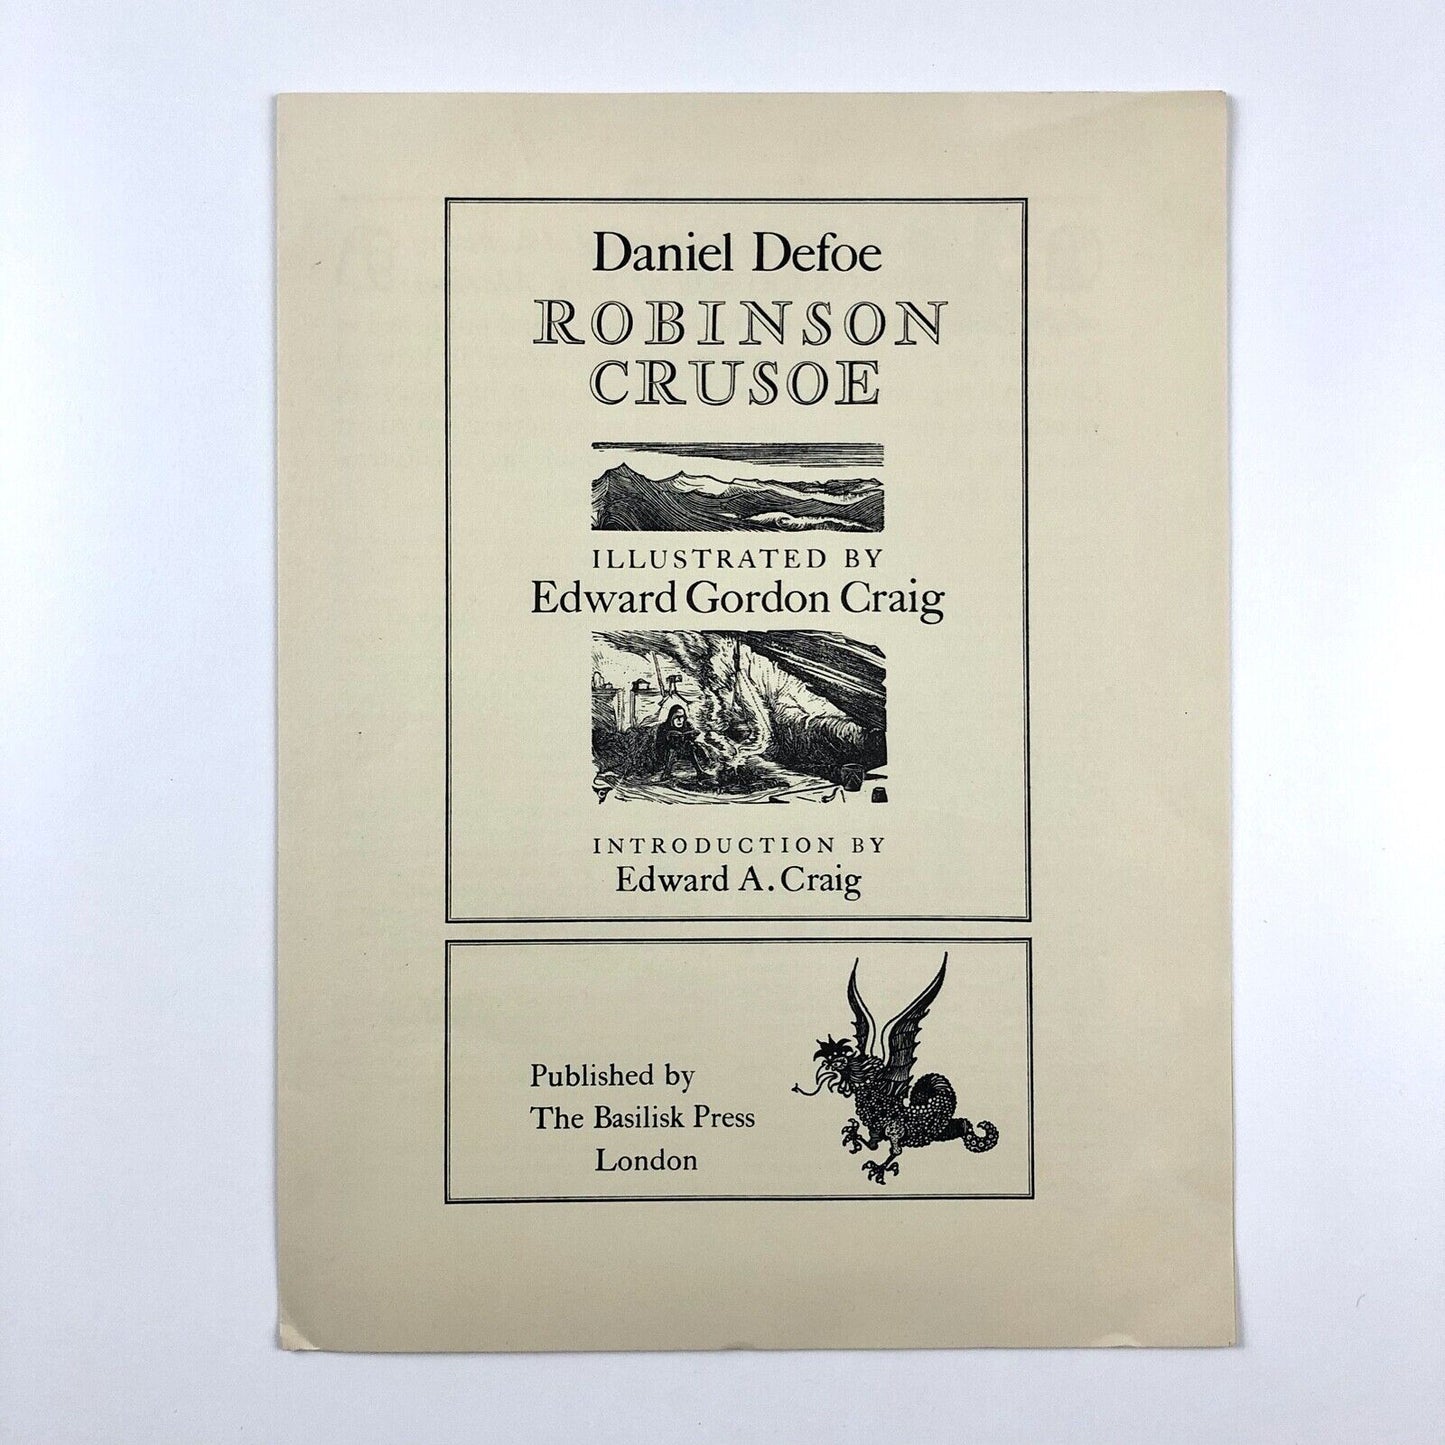 Daniel Defoe
ROBINSON
CRUSOE
ILLUSTRATED BY
Edward Gordon Craig
INTRODUCTION BY
Edward A. Craig
Published by
The Basilisk Press
London